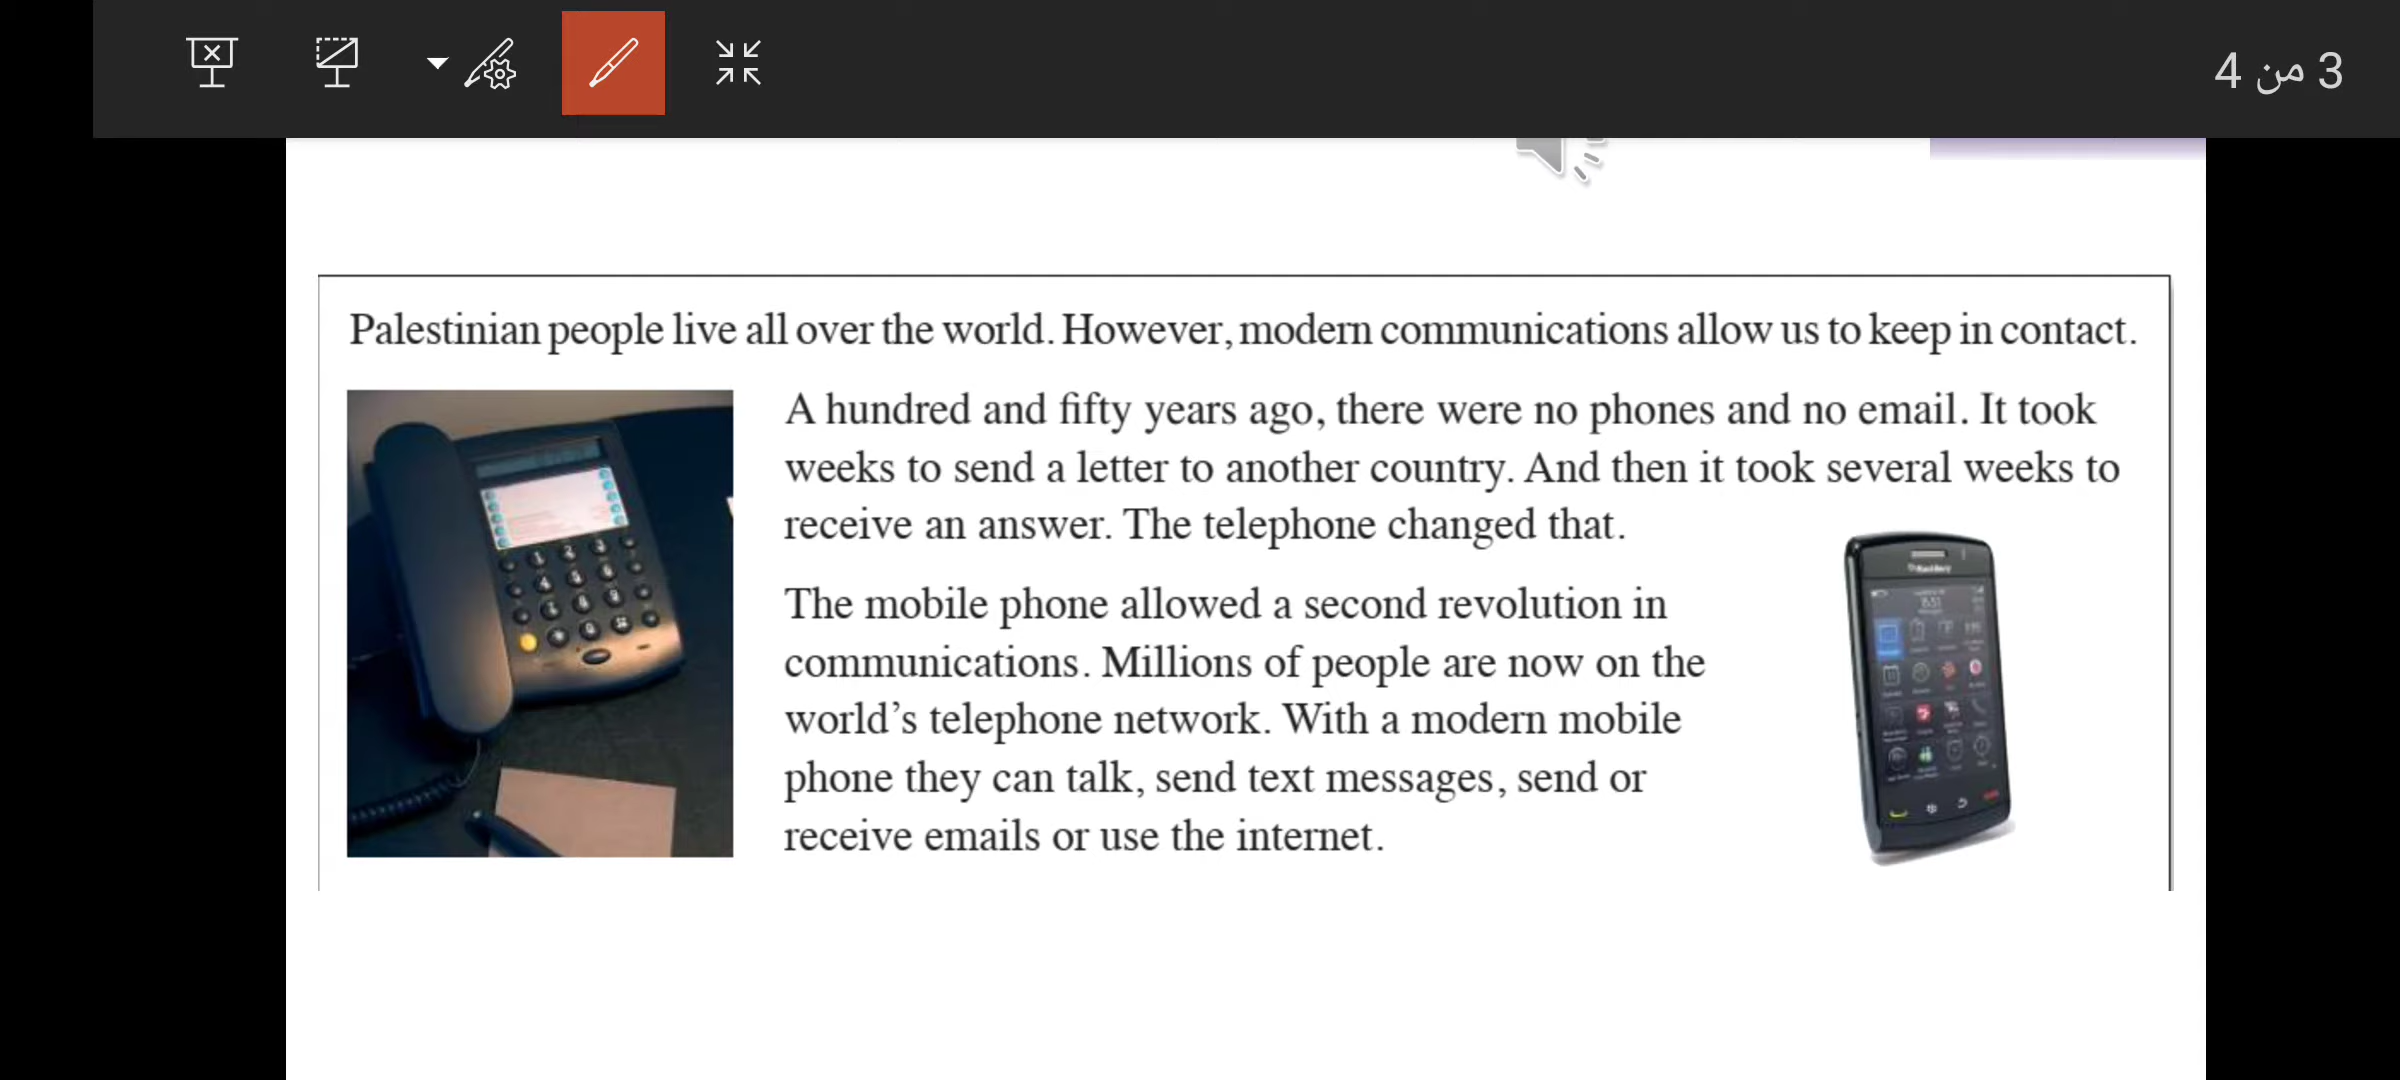 3 من 4
Palestinian people live all over the world. However, modern communications allow us to keep in contact.
A hundred and fifty years ago, there were no phones and no email. It took
weeks to send a letter to another country. And then it took several weeks to
receive an answer. The telephone changed that.
The mobile phone allowed a second revolution in
communications. Millions of people are now on the
world’s telephone network. With a modern mobile
phone they can talk, send text messages, send or
receive emails or use the internet.